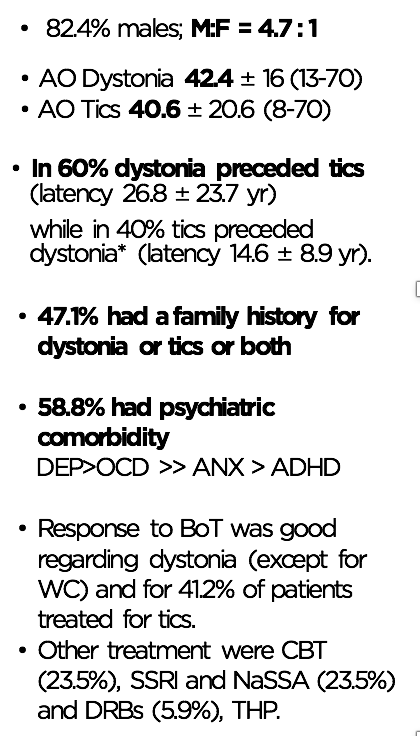 • 82.4% males; M:F = 4.7 : 1
• AO Dystonia 42.4 ± 16 (13-70)
• AO Tics 40.6 ± 20.6 (8-70)
• In 60% dystonia preceded tics
(latency 26.8 ± 23.7 yr)
while in 40% tics preceded
dystonia* (latency 14.6 ± 8.9 yr).
• 47.1% had a family history for
dystonia or tics or both
• 58.8% had psychiatric
comorbidity
DEP>OCD >> ANX > ADHD
• Response to BoT was good
regarding dystonia (except for
WC) and for 41.2% of patients
treated for tics.
• Other treatment were CBT
(23.5%), SSRI and NaSSA (23.5%)
and DRBs (5.9%), THP.